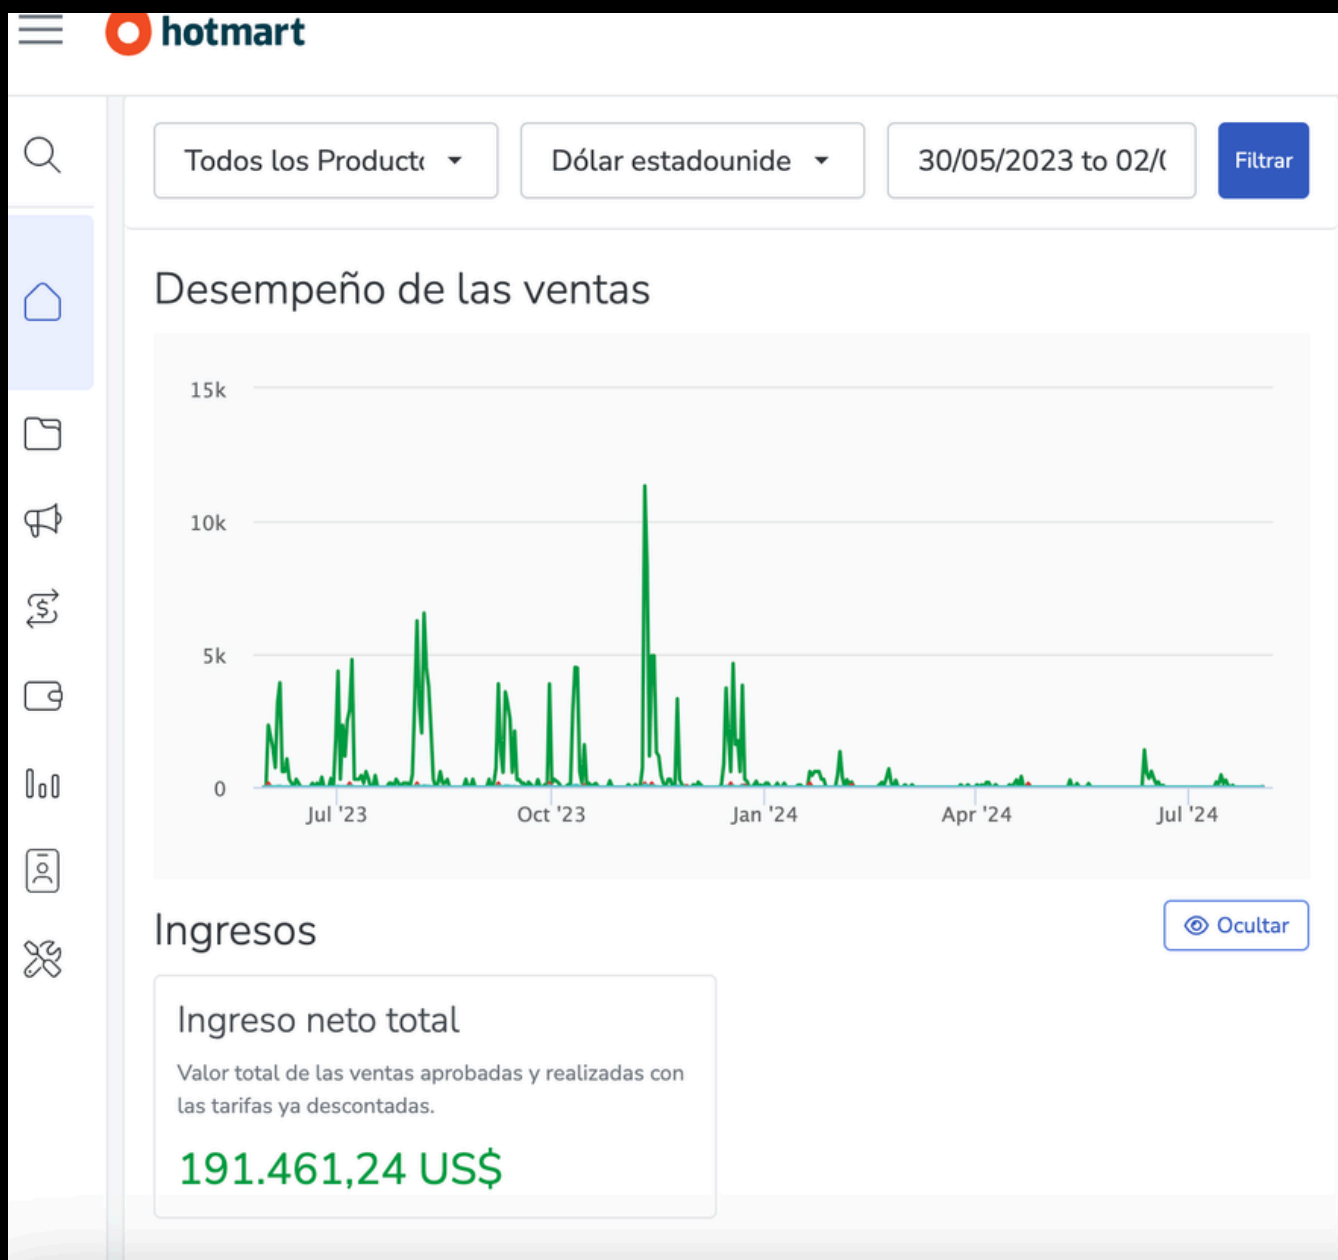 hotmart
Todos los Producto
Dólar estadounide
30/05/2023 to 02/0
Filtrar
Desempeño de las ventas
15k
10k
5k
0
Jul '23
Oct '23
Jan '24
Apr '24
Jul '24
Ingresos
Ocultar
Ingreso neto total
Valor total de las ventas aprobadas y realizadas con
las tarifas ya descontadas.
191.461,24 US$